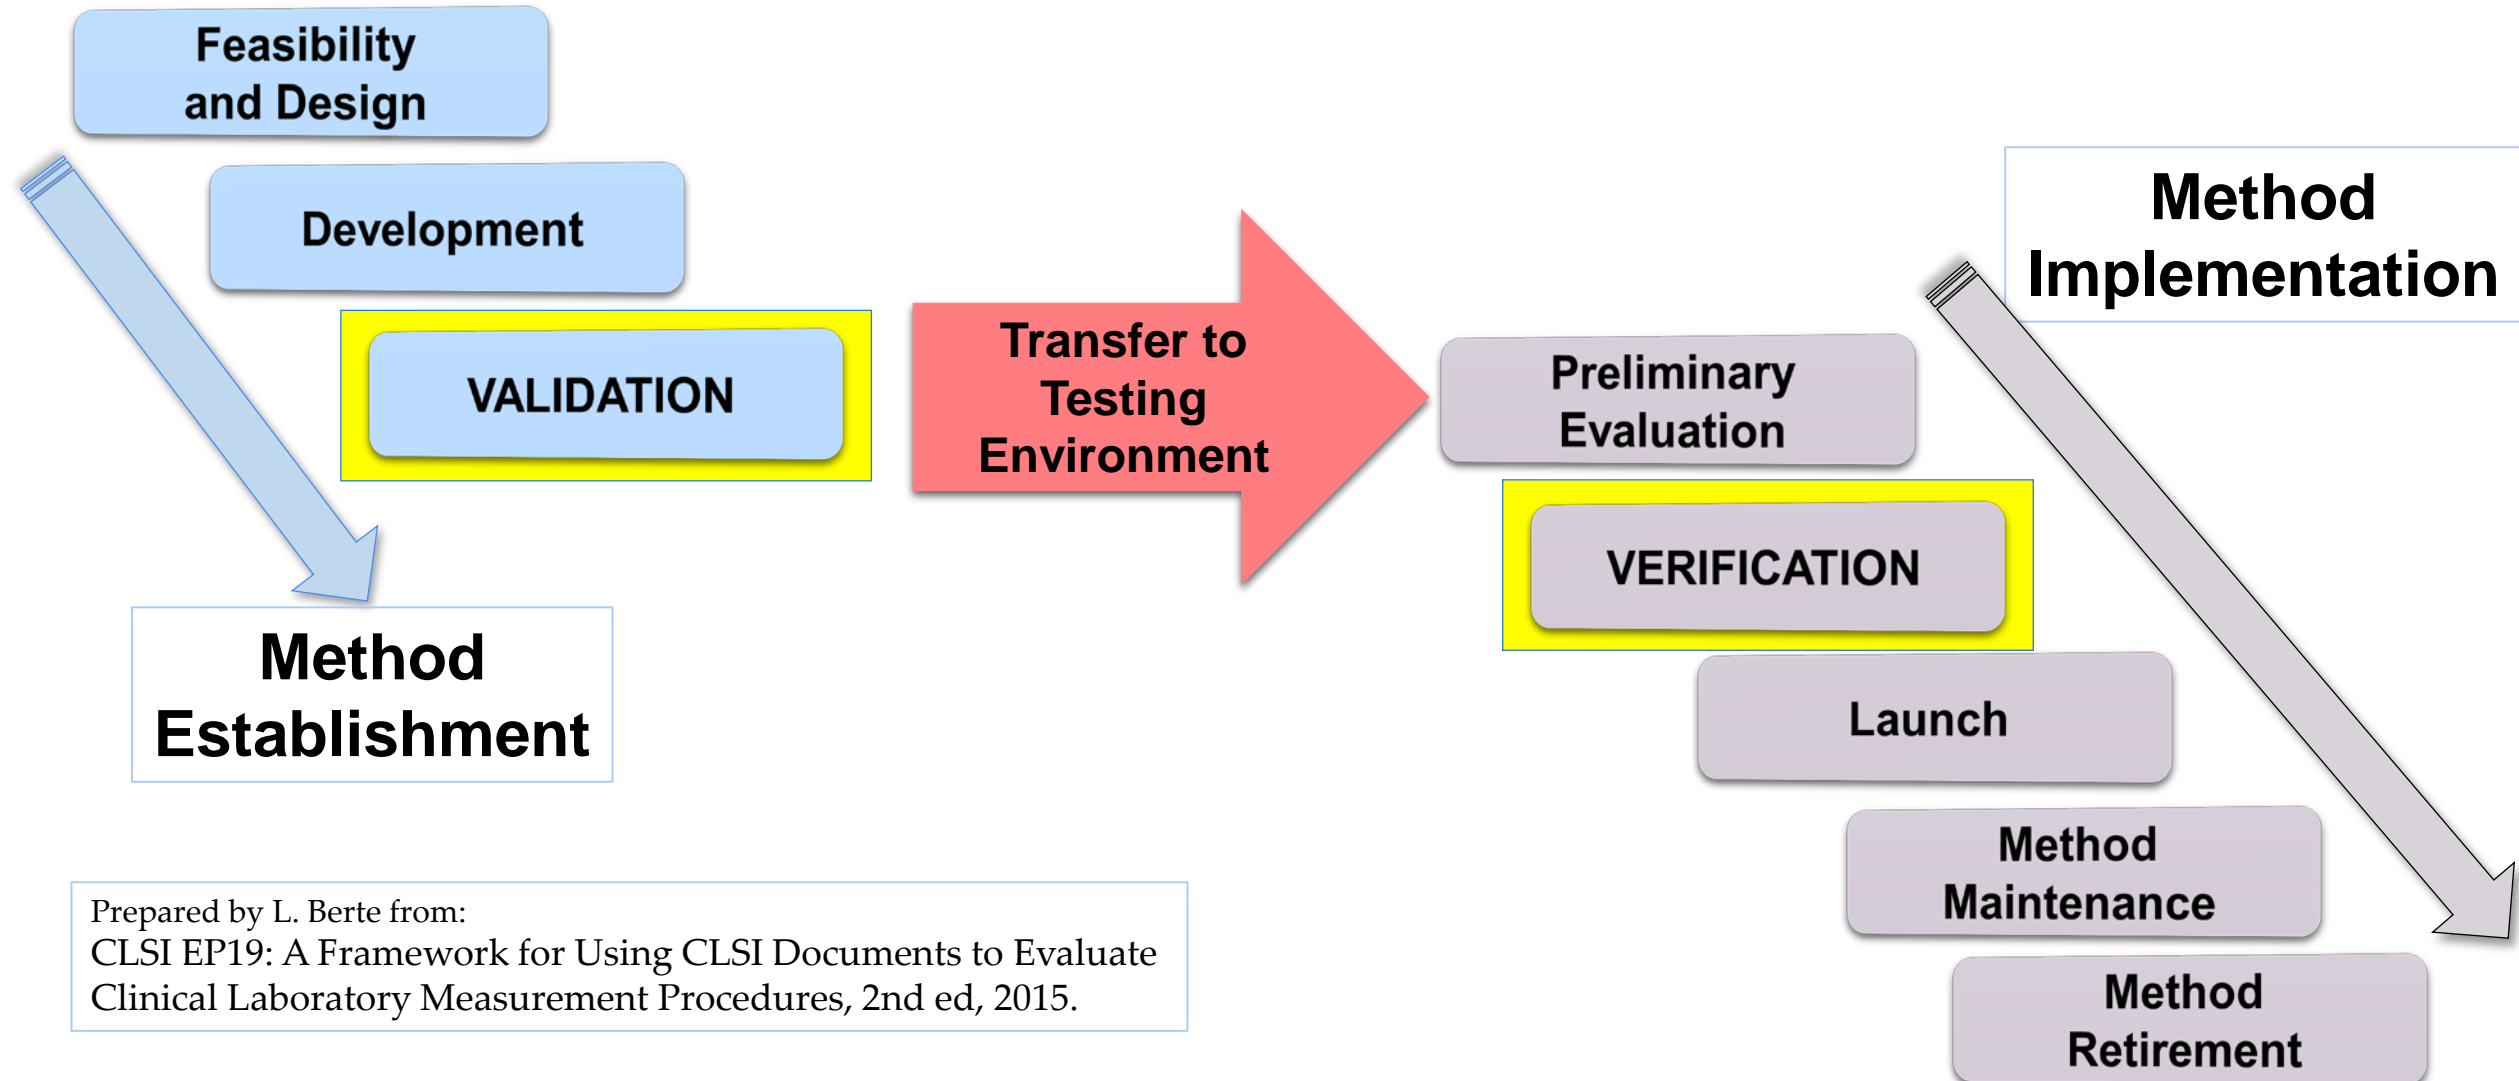 Feasibility
and Design
Development
VALIDATION
Method
Establishment
Transfer to
Testing
Environment
Method
Implementation
Preliminary
Evaluation
VERIFICATION
Launch
Method
Maintenance
Method
Retirement
Prepared by L. Berte from:
CLSI EP19: A Framework for Using CLSI Documents to Evaluate
Clinical Laboratory Measurement Procedures, 2nd ed, 2015.